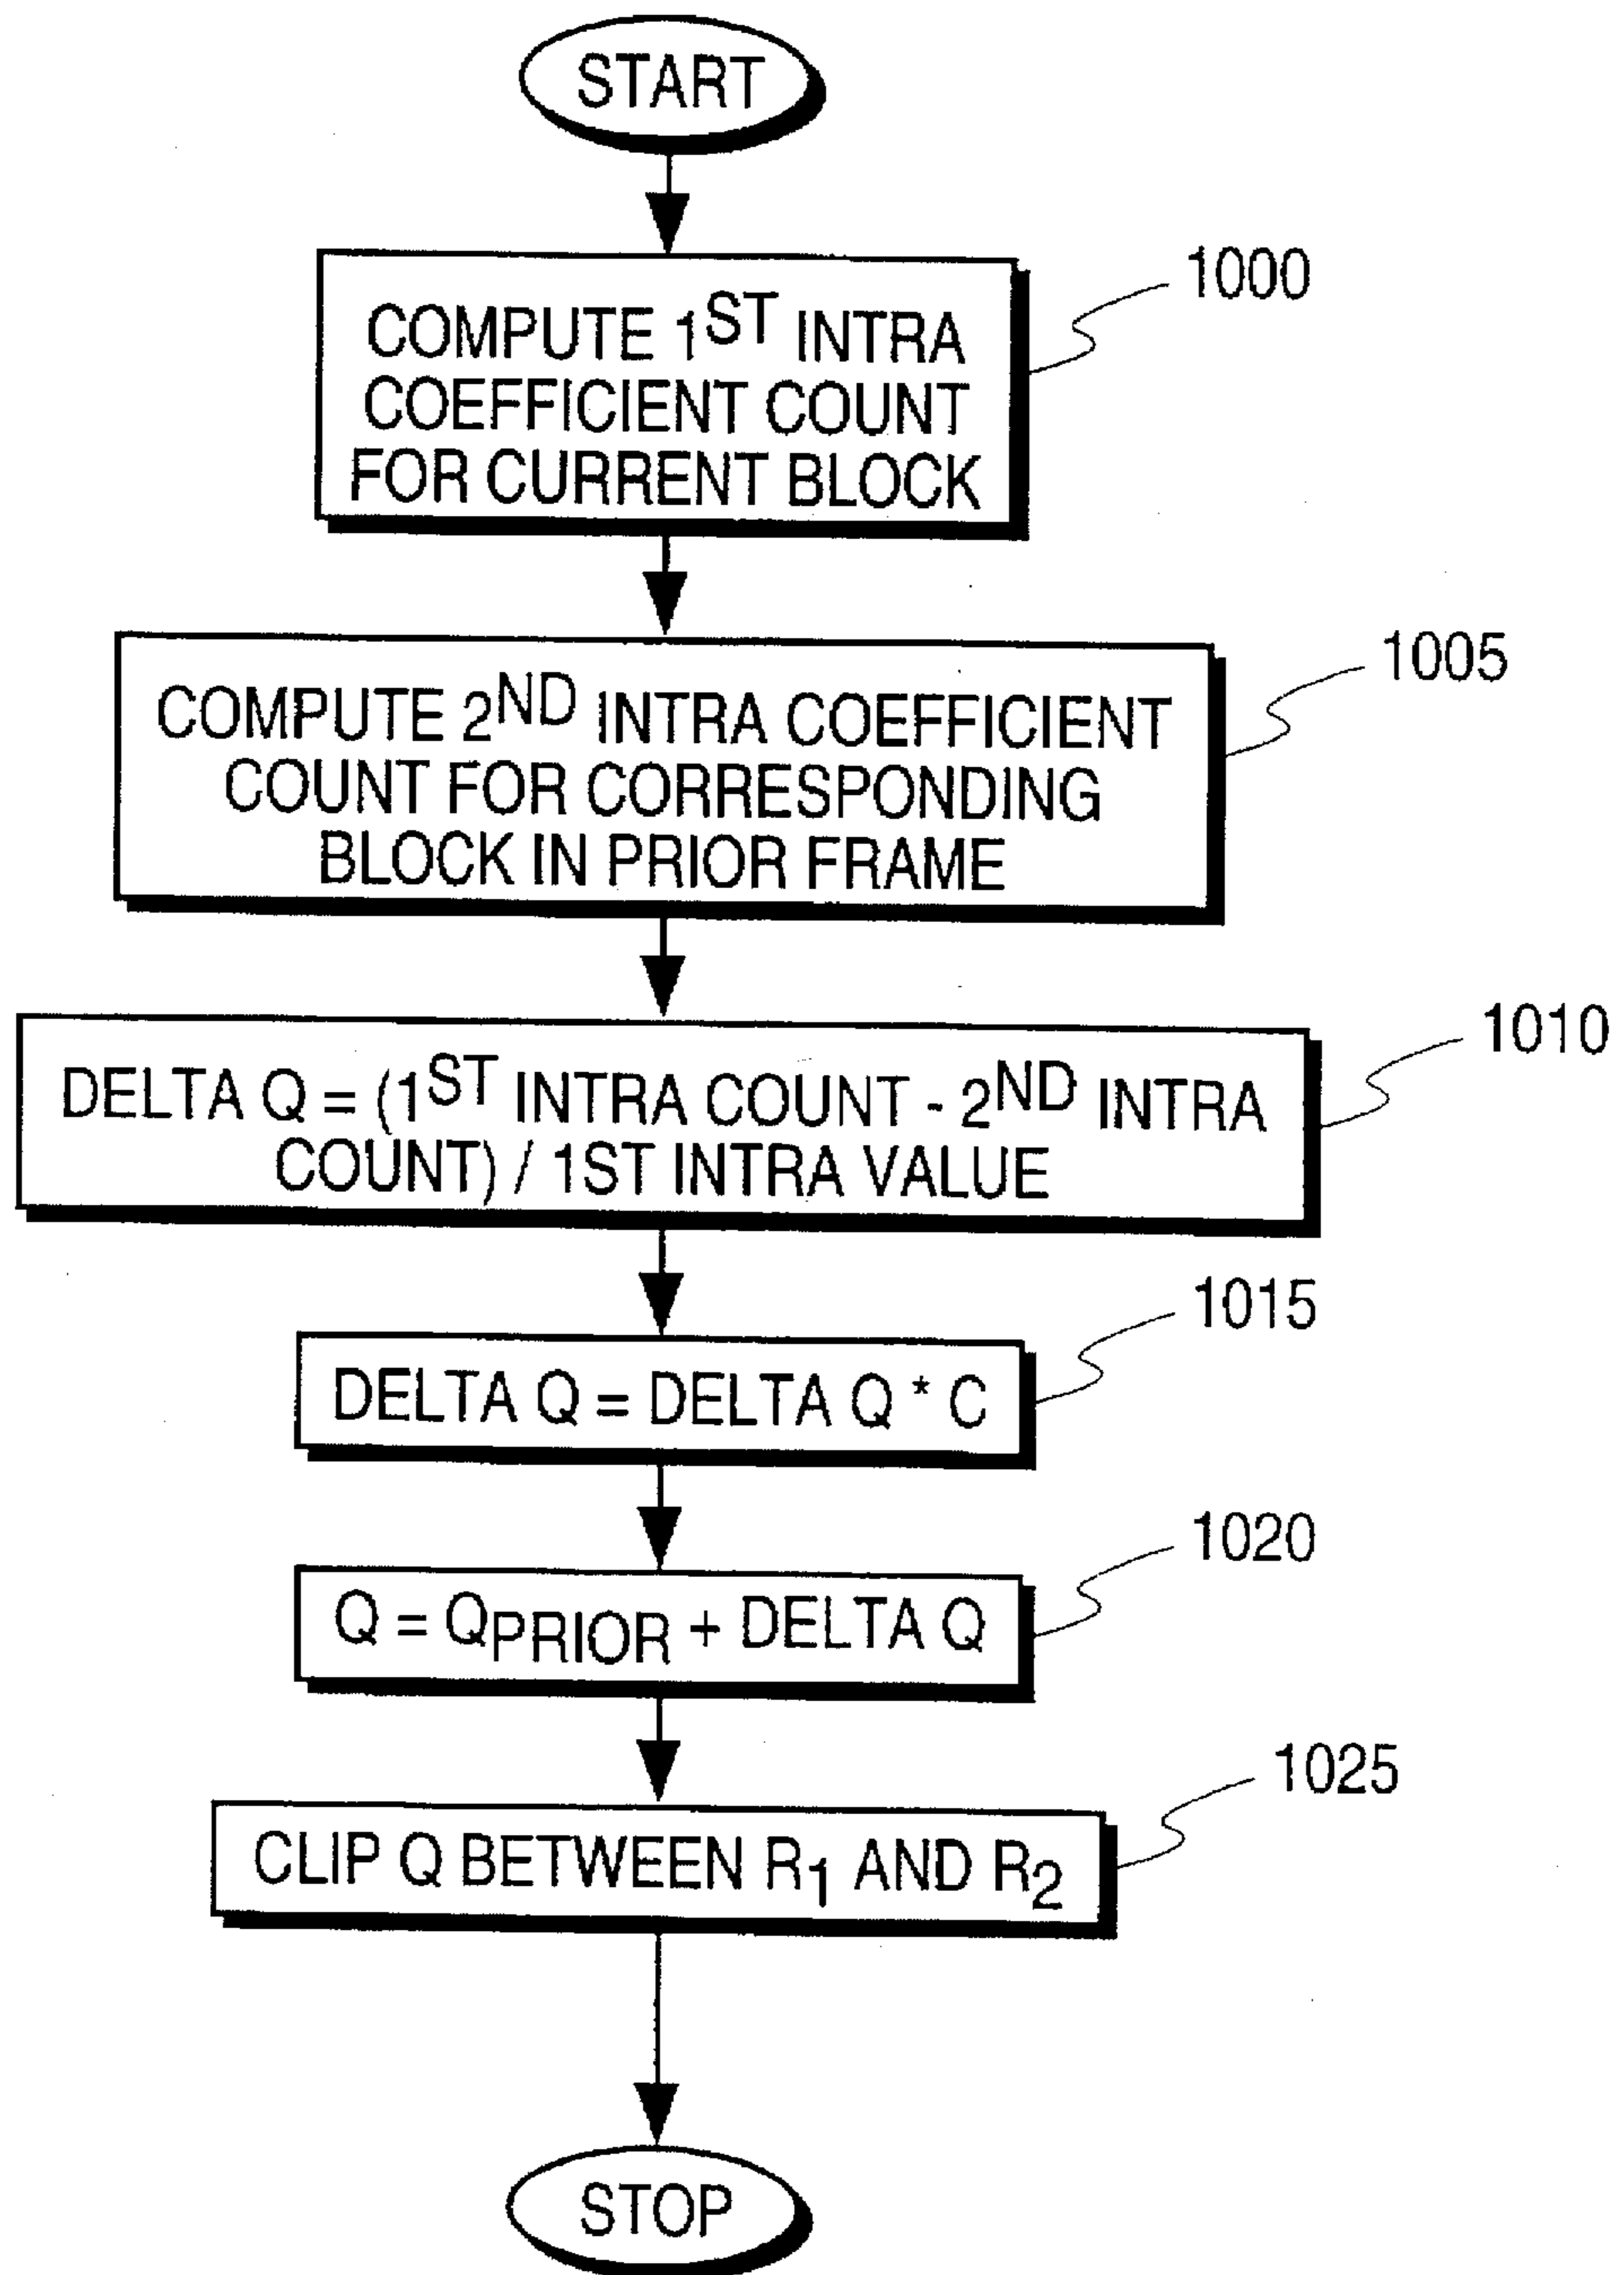 START
1000
COMPUTE 1ST INTRA
COEFFICIENT COUNT
FOR CURRENT BLOCK
1005
COMPUTE 2ND INTRA COEFFICIENT
COUNT FOR CORRESPONDING
BLOCK IN PRIOR FRAME
1010
DELTA Q = (1ST INTRA COUNT - 2ND INTRA
COUNT) / 1ST INTRA VALUE
1015
DELTA Q = DELTA Q * C
1020
Q = QPRIOR + DELTA Q
1025
CLIP Q BETWEEN R1 AND R2
STOP